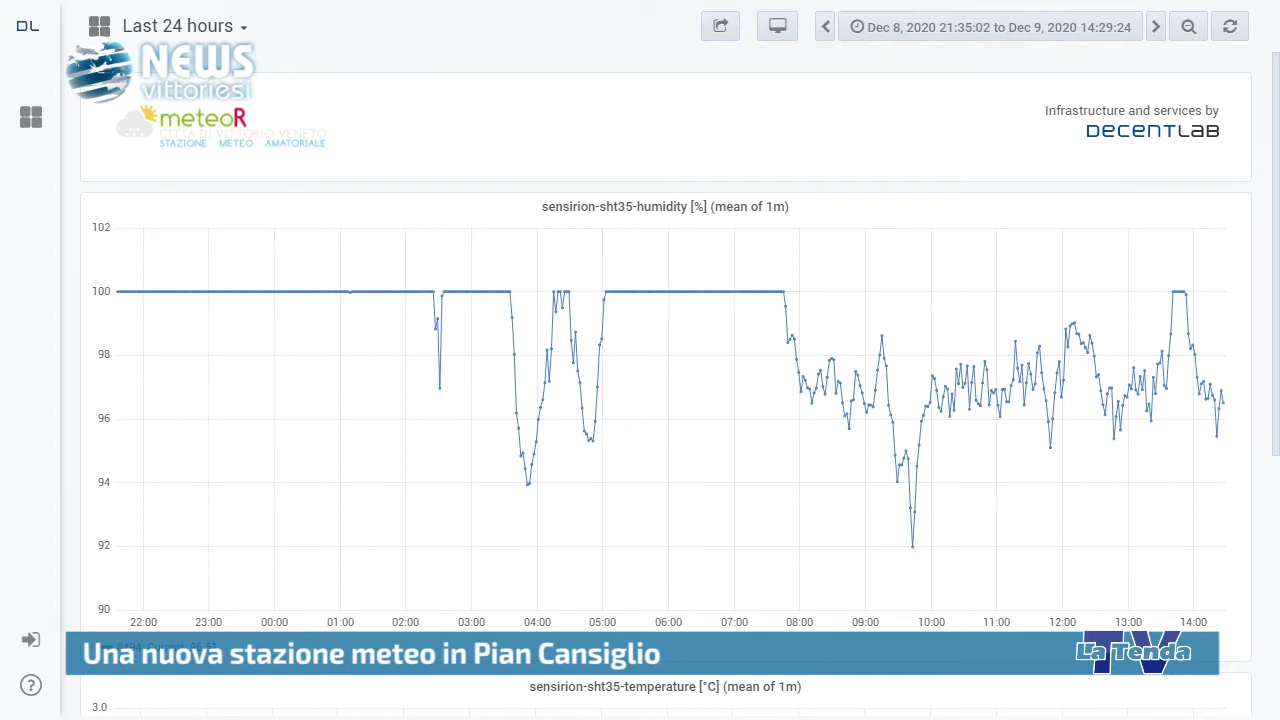 DL
Last 24 hours
Dec 8, 2020 21:35:02 to Dec 9, 2020 14:29:24
NEWS
vittoriesi
meteoR
CITTÀ DI VITTORIO VENETO
STAZIONE METEO AMATORIALE
Infrastructure and services by
DECENTLAB
sensirion-sht35-humidity [%] (mean of 1m)
102
100
98
96
94
92
90
22:00 23:00 00:00 01:00 02:00 03:00 04:00 05:00 06:00 07:00 08:00 09:00 10:00 11:00 12:00 13:00 14:00
Una nuova stazione meteo in Pian Cansiglio
TV
La Tenda
sensirion-sht35-temperature [°C] (mean of 1m)
3.0